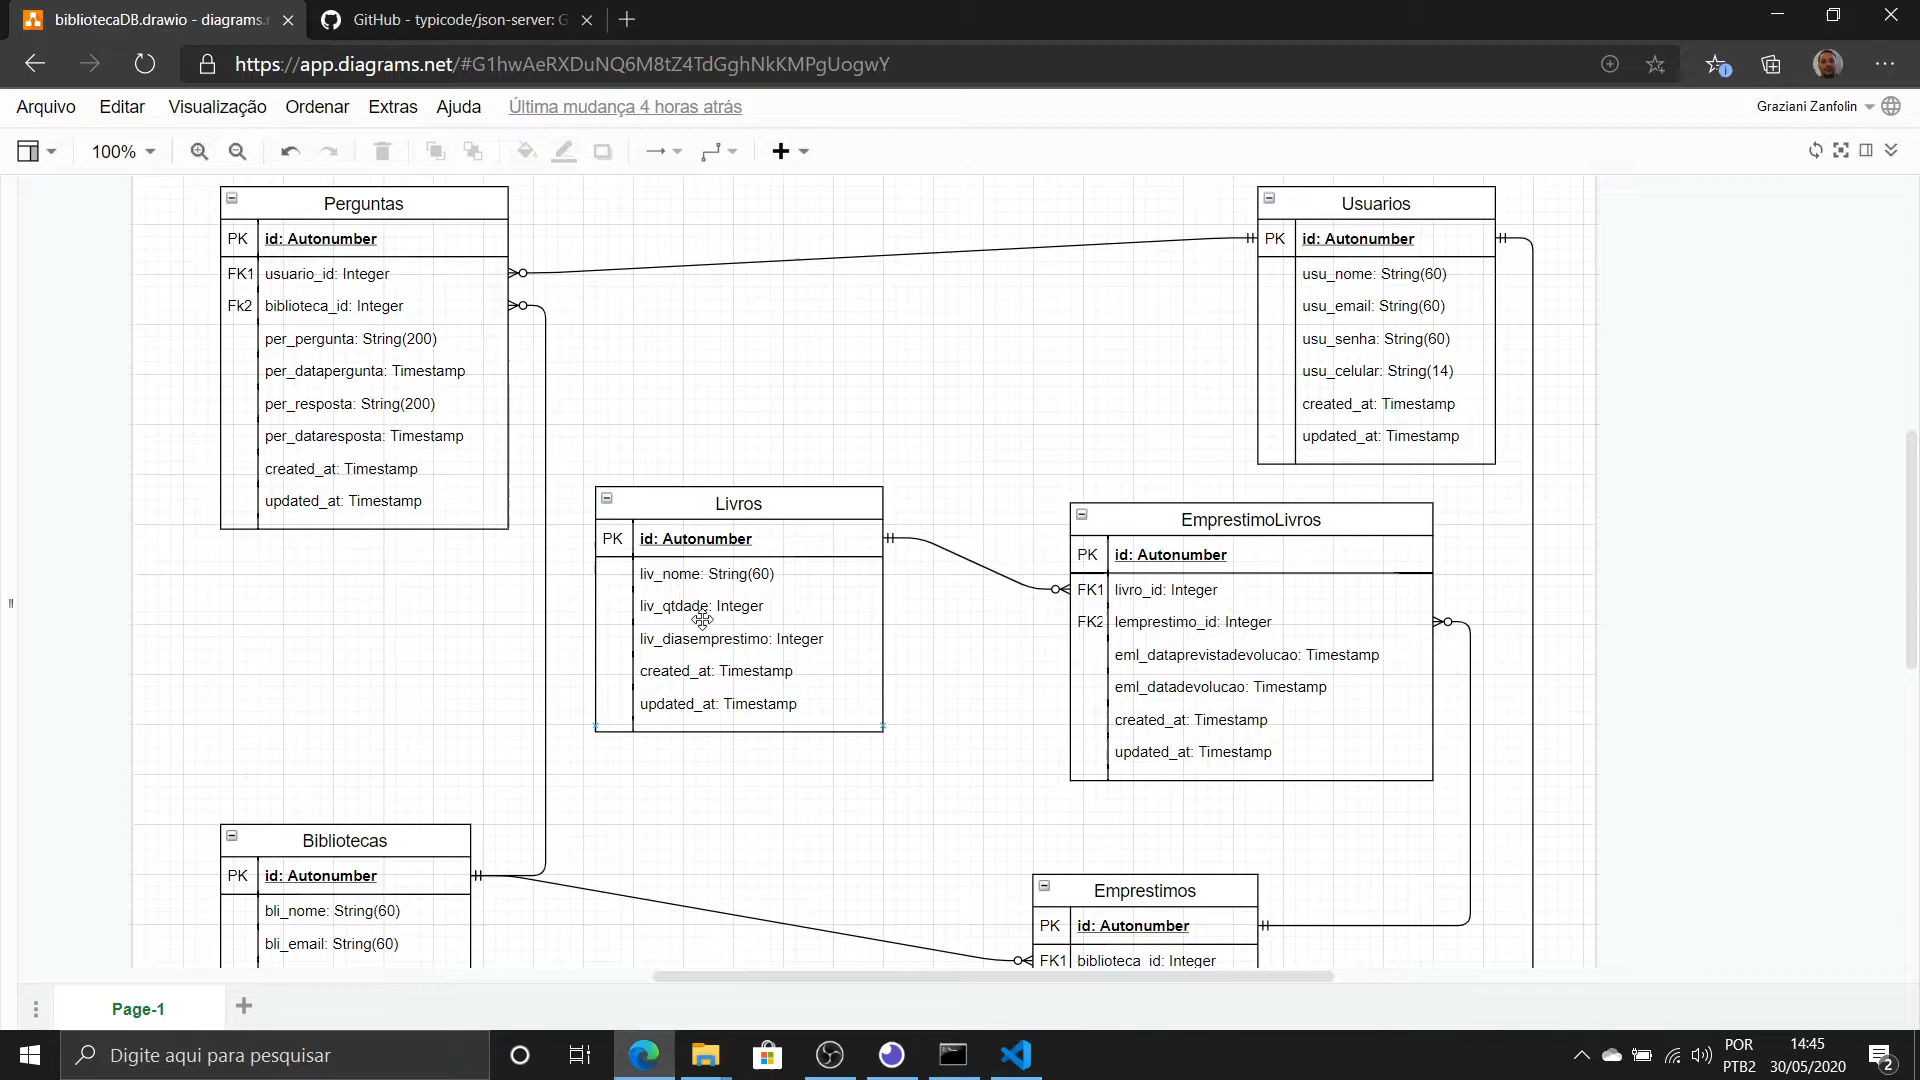 bibliotecaDB.drawio - diagrams.
GitHub - typicode/json-server: G
https://app.diagrams.net/#G1hwAeRXDuNQ6M8tZ4TdGghNkKMPgUogwY
Arquivo Editar Visualização Ordenar Extras Ajuda Última mudança 4 horas atrás
Graziani Zanfolin
100%
Perguntas
PK id: Autonumber
FK1 usuario_id: Integer
Fk2 biblioteca_id: Integer
per_pergunta: String(200)
per_datapergunta: Timestamp
per_resposta: String(200)
per_dataresposta: Timestamp
created_at: Timestamp
updated_at: Timestamp
Usuarios
PK id: Autonumber
usu_nome: String(60)
usu_email: String(60)
usu_senha: String(60)
usu_celular: String(14)
created_at: Timestamp
updated_at: Timestamp
Livros
PK id: Autonumber
liv_nome: String(60)
liv_qtdade: Integer
liv_diasemprestimo: Integer
created_at: Timestamp
updated_at: Timestamp
EmprestimoLivros
PK id: Autonumber
FK1 livro_id: Integer
FK2 lemprestimo_id: Integer
eml_dataprevistadevolucao: Timestamp
eml_datadevolucao: Timestamp
created_at: Timestamp
updated_at: Timestamp
Bibliotecas
PK id: Autonumber
bli_nome: String(60)
bli_email: String(60)
Emprestimos
PK id: Autonumber
FK1 biblioteca_id: Integer
Page-1
Digite aqui para pesquisar
POR
PTB2
14:45
30/05/2020
2